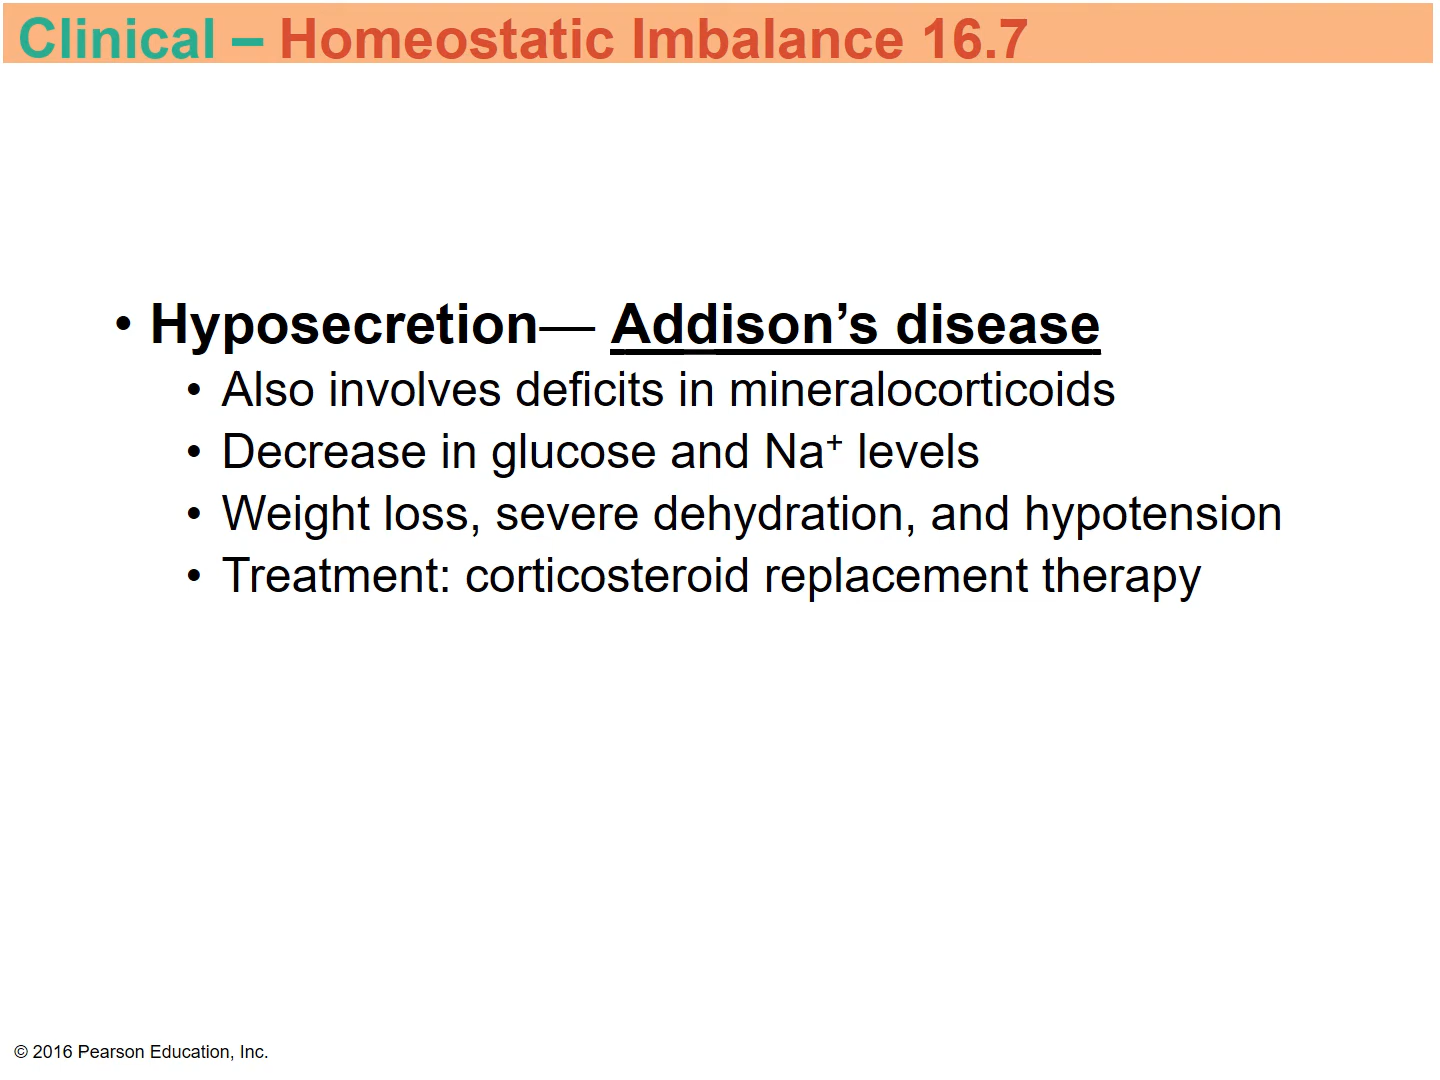 Clinical – Homeostatic Imbalance 16.7
• Hyposecretion— Addison’s disease
• Also involves deficits in mineralocorticoids
• Decrease in glucose and Na⁺ levels
• Weight loss, severe dehydration, and hypotension
• Treatment: corticosteroid replacement therapy
© 2016 Pearson Education, Inc.